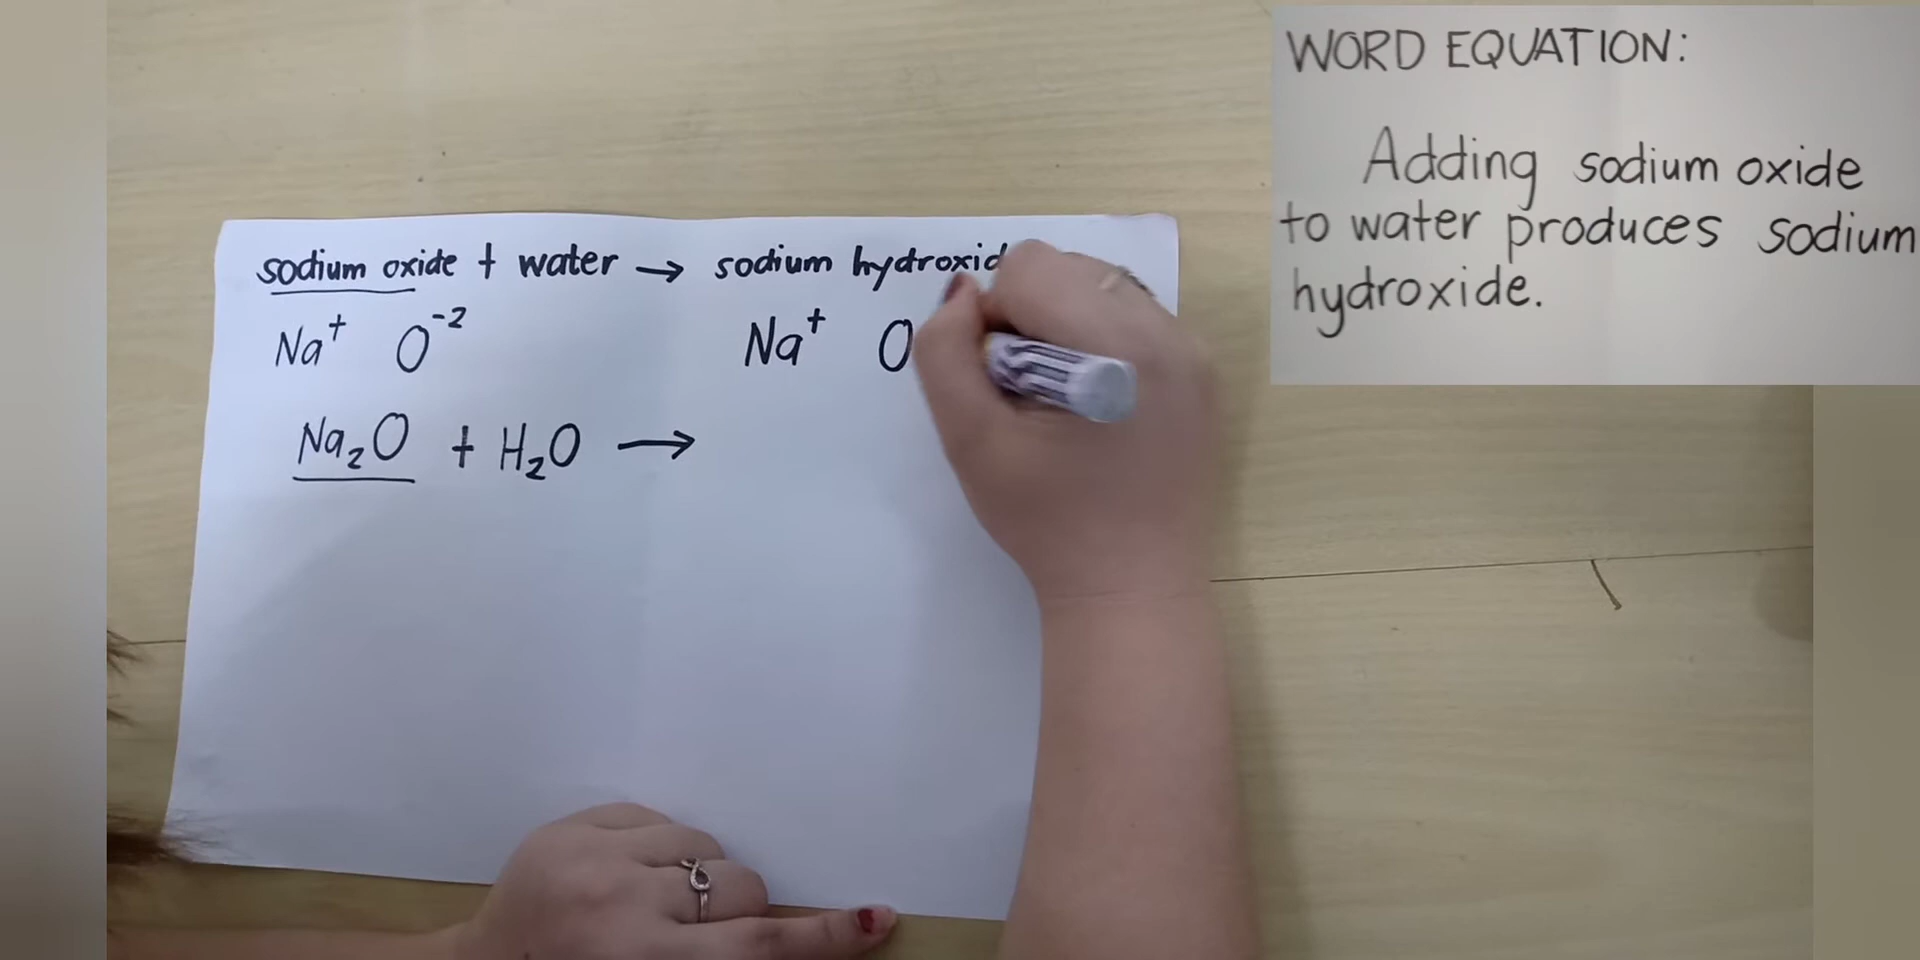 WORD EQUATION:
Adding sodium oxide
to water produces sodium
hydroxide.
sodium oxide + water → sodium hydroxid
Na⁺ O⁻² Na⁺ O
Na₂O + H₂O →